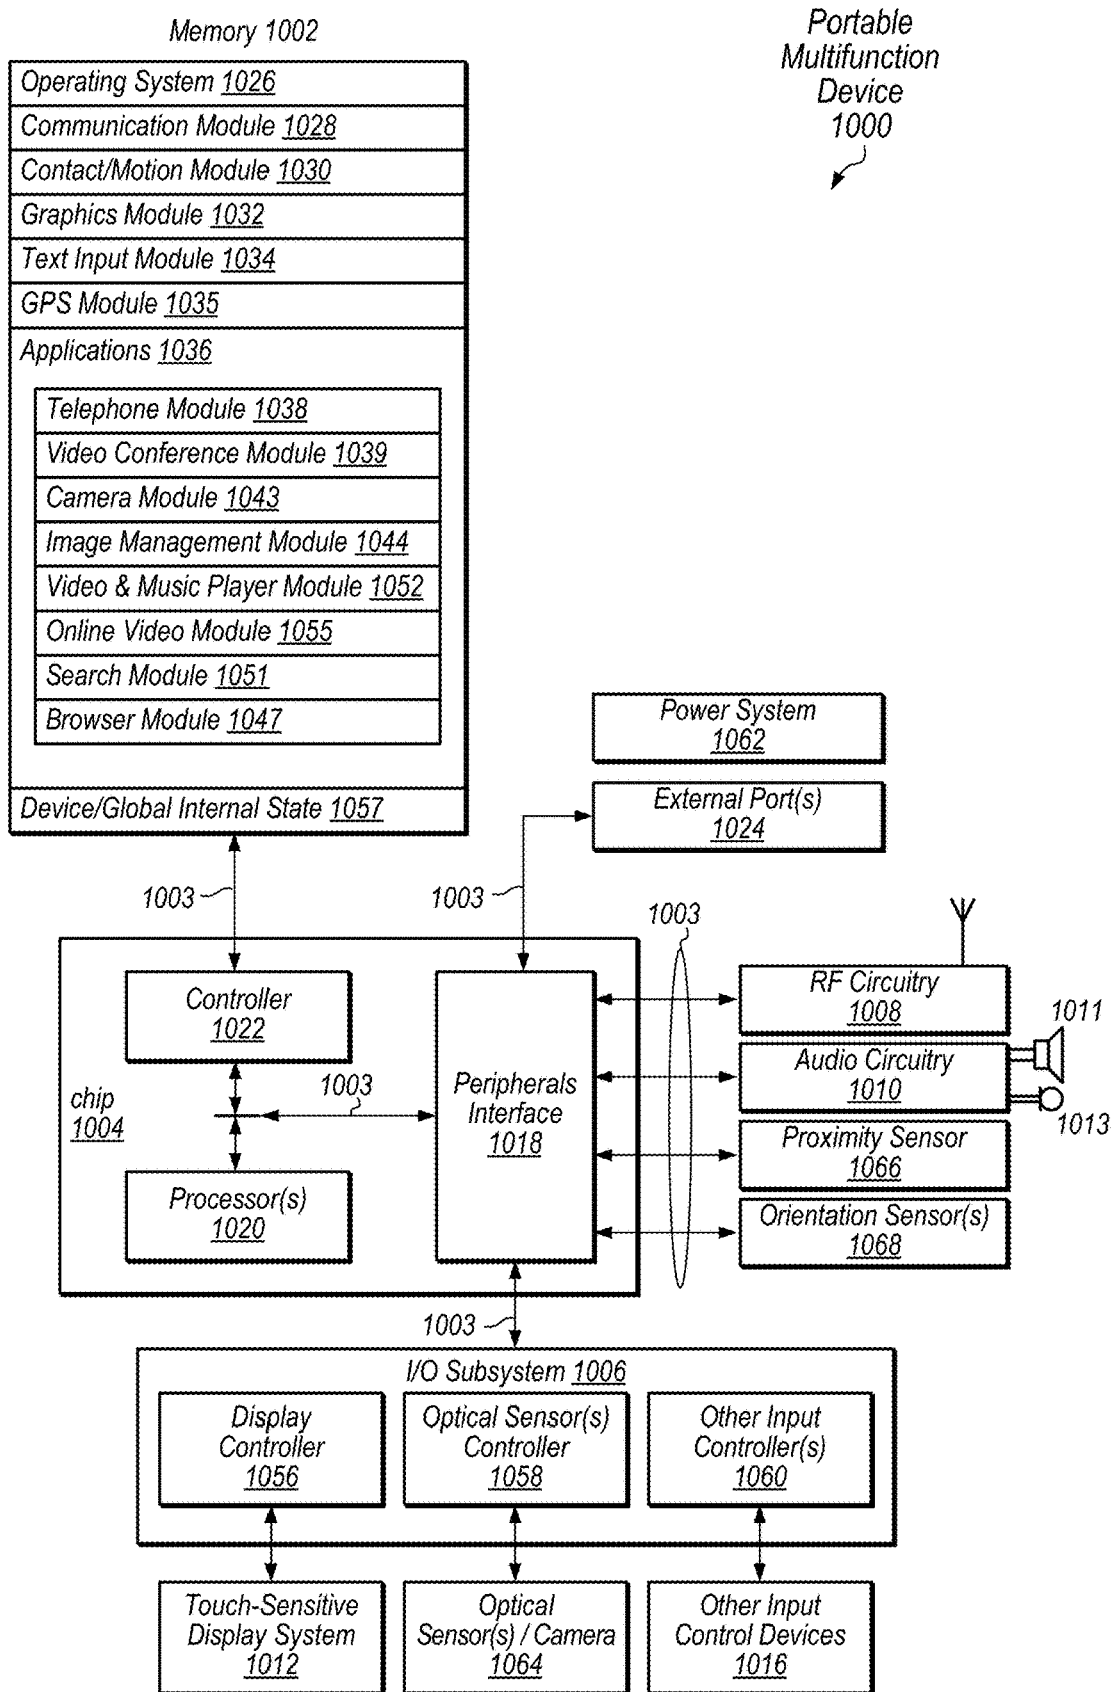 Memory 1002
Portable
Multifunction
Device
1000
Operating System 1026
Communication Module 1028
Contact/Motion Module 1030
Graphics Module 1032
Text Input Module 1034
GPS Module 1035
Applications 1036
Telephone Module 1038
Video Conference Module 1039
Camera Module 1043
Image Management Module 1044
Video & Music Player Module 1052
Online Video Module 1055
Search Module 1051
Browser Module 1047
Device/Global Internal State 1057
Power System
1062
External Port(s)
1024
1003
1003
1003
chip
1004
Controller
1022
1003
Processor(s)
1020
Peripherals
Interface
1018
RF Circuitry
1008
Audio Circuitry
1010
1011
1013
Proximity Sensor
1066
Orientation Sensor(s)
1068
1003
I/O Subsystem 1006
Display
Controller
1056
Optical Sensor(s)
Controller
1058
Other Input
Controller(s)
1060
Touch-Sensitive
Display System
1012
Optical
Sensor(s) / Camera
1064
Other Input
Control Devices
1016